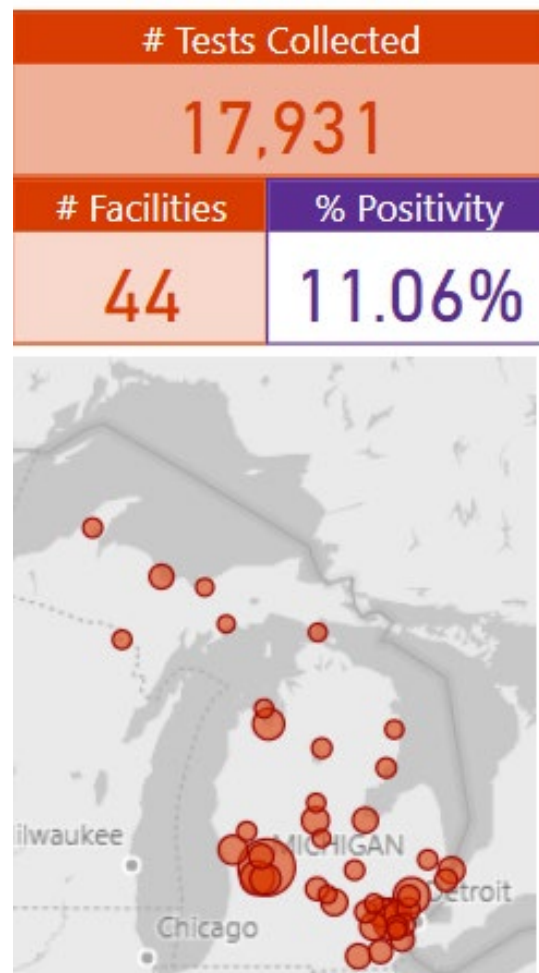 # Tests Collected
17,931
# Facilities
% Positivity
44
11.06%
MICHIGAN
ilwaukee
Detroit
Chicago